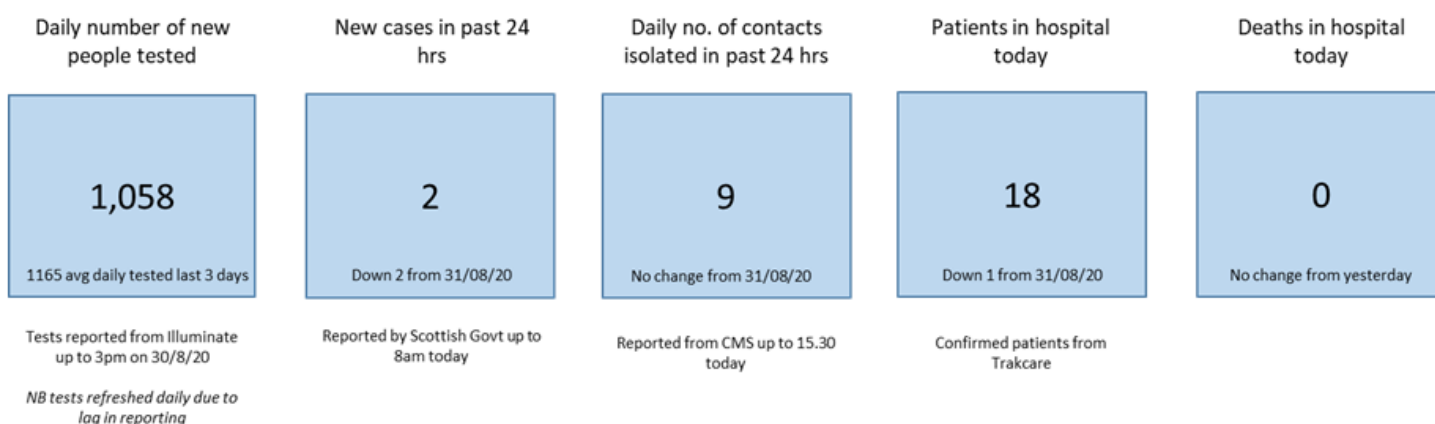 Daily number of new
people tested
New cases in past 24
hrs
Daily no. of contacts
isolated in past 24 hrs
Patients in hospital
today
Deaths in hospital
today
1,058
1165 avg daily tested last 3 days
2
Down 2 from 31/08/20
9
No change from 31/08/20
18
Down 1 from 31/08/20
0
No change from yesterday
Tests reported from Illuminate
up to 3pm on 30/8/20
NB tests refreshed daily due to
lag in reporting
Reported by Scottish Govt up to
8am today
Reported from CMS up to 15.30
today
Confirmed patients from
Trakcare